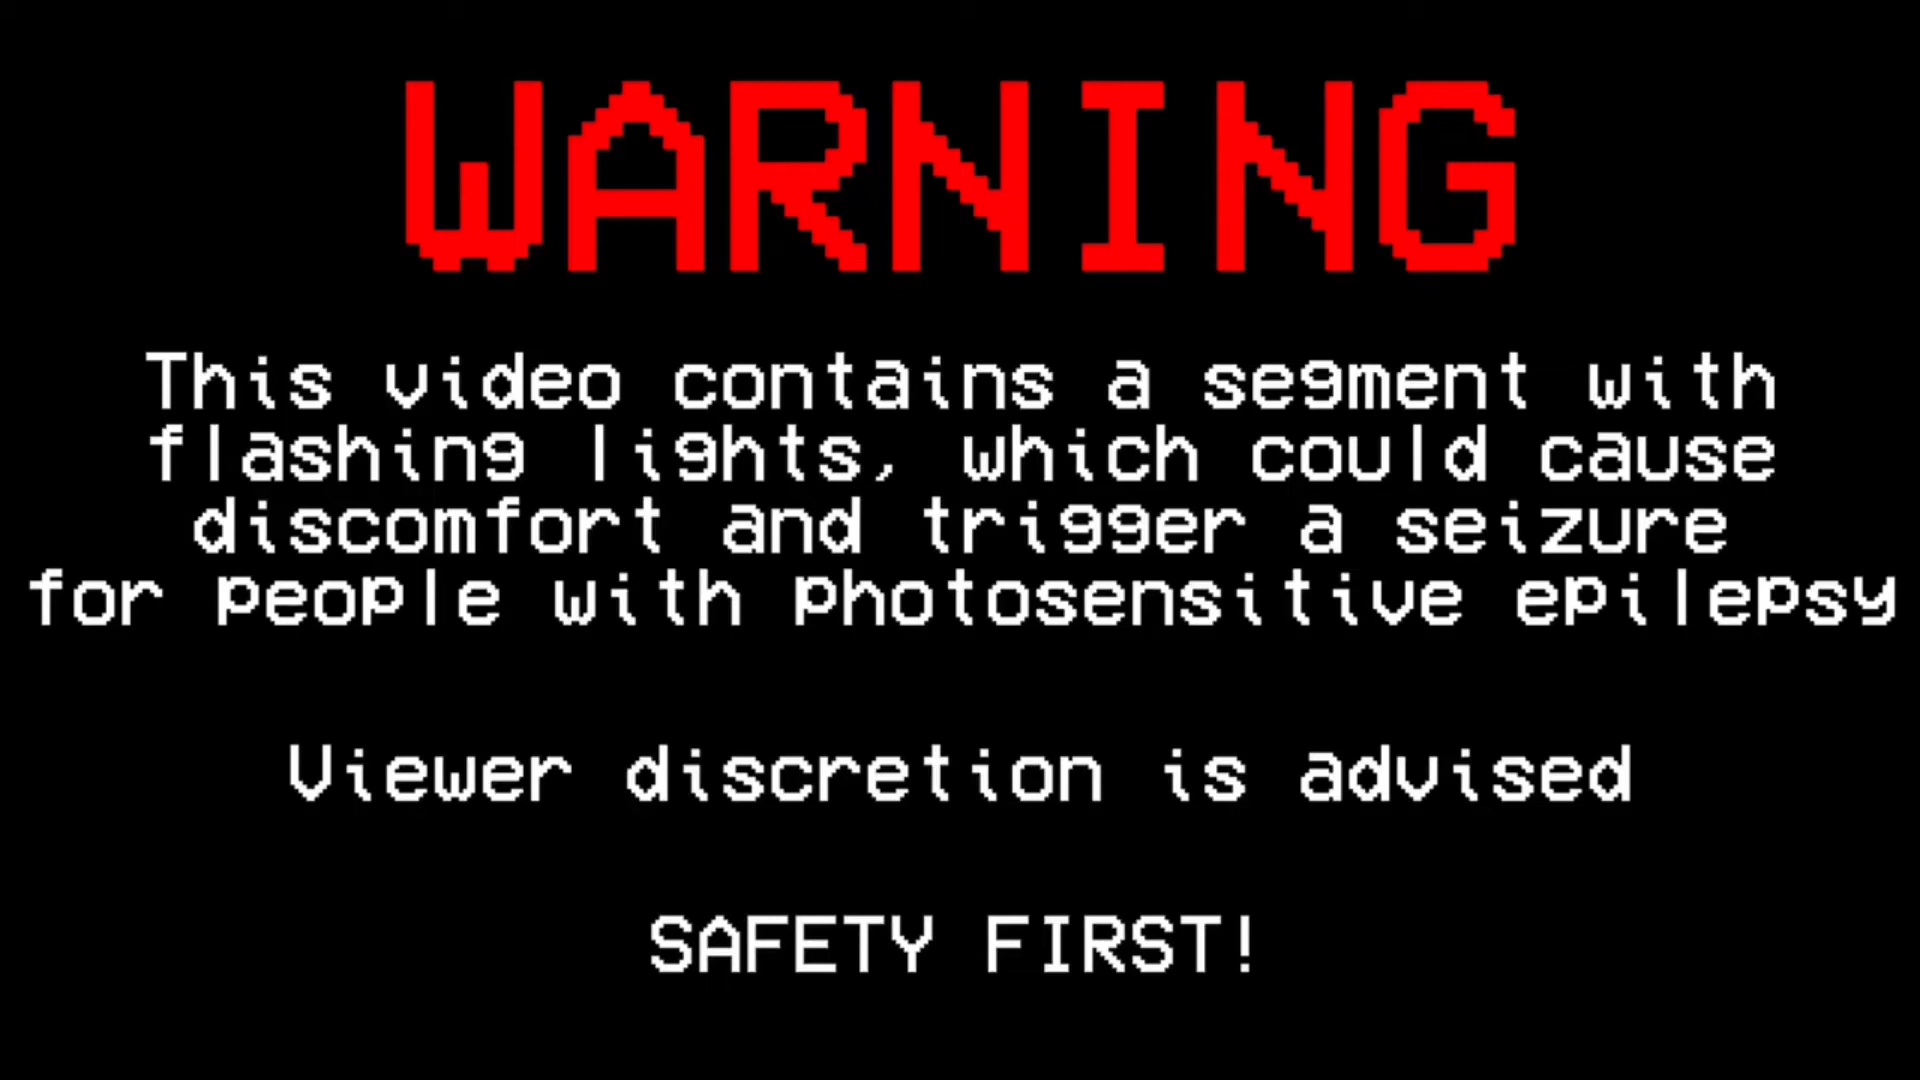 WARNING
This video contains a segment with
flashing lights, which could cause
discomfort and trigger a seizure
for people with photosensitive epilepsy
Viewer discretion is advised
SAFETY FIRST!